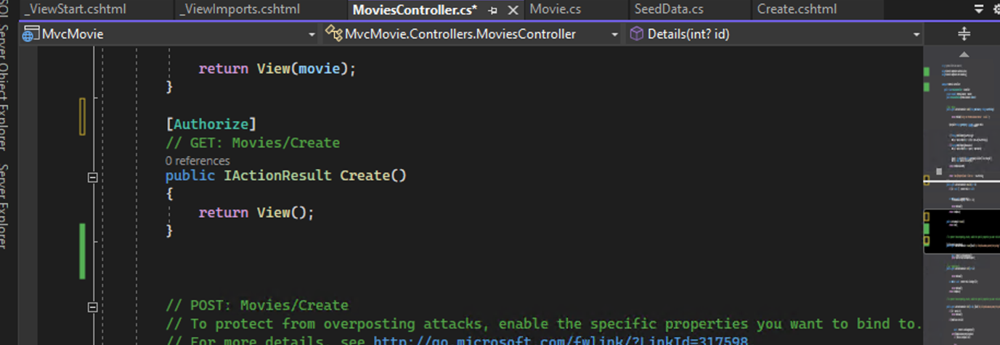 _ViewStart.cshtml _ViewImports.cshtml MoviesController.cs* Movie.cs SeedData.cs Create.cshtml
MvcMovie MvcMovie.Controllers.MoviesController Details(int? id)
return View(movie);
}
[Authorize]
// GET: Movies/Create
0 references
public IActionResult Create()
{
return View();
}
// POST: Movies/Create
// To protect from overposting attacks, enable the specific properties you want to bind to.
// For more details, see http://go.microsoft.com/fwlink/?LinkId=317598
Server Object Explorer
Server Explorer